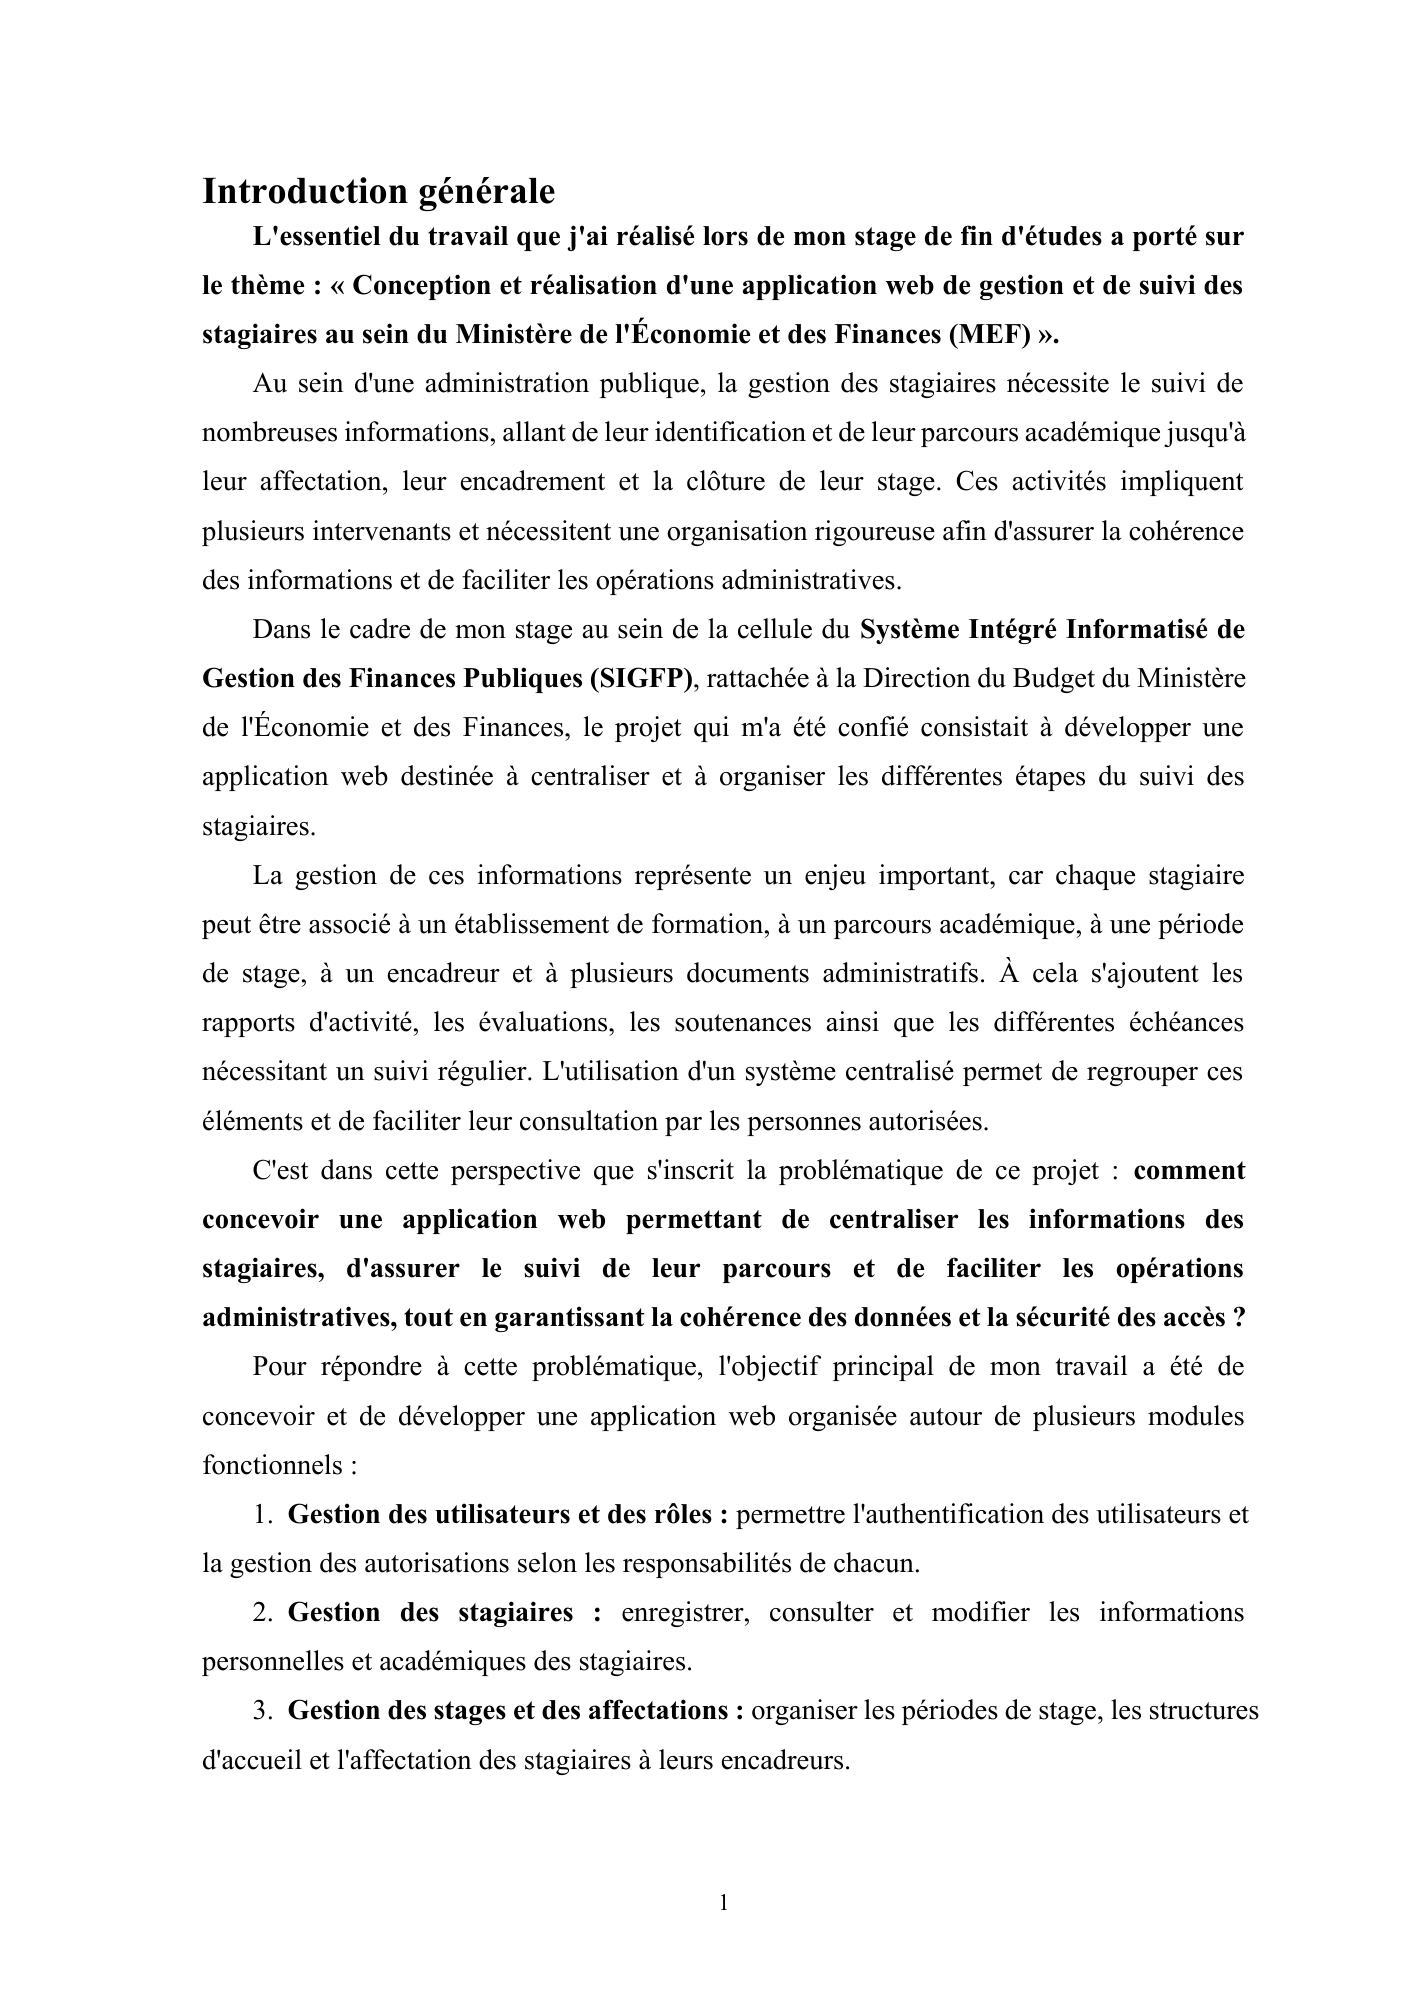 Introduction générale
L'essentiel du travail que j'ai réalisé lors de mon stage de fin d'études a porté sur
le thème : « Conception et réalisation d'une application web de gestion et de suivi des
stagiaires au sein du Ministère de l'Économie et des Finances (MEF) ».
Au sein d'une administration publique, la gestion des stagiaires nécessite le suivi de
nombreuses informations, allant de leur identification et de leur parcours académique jusqu'à
leur affectation, leur encadrement et la clôture de leur stage. Ces activités impliquent
plusieurs intervenants et nécessitent une organisation rigoureuse afin d'assurer la cohérence
des informations et de faciliter les opérations administratives.
Dans le cadre de mon stage au sein de la cellule du Système Intégré Informatisé de
Gestion des Finances Publiques (SIGFP), rattachée à la Direction du Budget du Ministère
de l'Économie et des Finances, le projet qui m'a été confié consistait à développer une
application web destinée à centraliser et à organiser les différentes étapes du suivi des
stagiaires.
La gestion de ces informations représente un enjeu important, car chaque stagiaire
peut être associé à un établissement de formation, à un parcours académique, à une période
de stage, à un encadreur et à plusieurs documents administratifs. À cela s'ajoutent les
rapports d'activité, les évaluations, les soutenances ainsi que les différentes échéances
nécessitant un suivi régulier. L'utilisation d'un système centralisé permet de regrouper ces
éléments et de faciliter leur consultation par les personnes autorisées.
C'est dans cette perspective que s'inscrit la problématique de ce projet : comment
concevoir une application web permettant de centraliser les informations des
stagiaires, d'assurer le suivi de leur parcours et de faciliter les opérations
administratives, tout en garantissant la cohérence des données et la sécurité des accès ?
Pour répondre à cette problématique, l'objectif principal de mon travail a été de
concevoir et de développer une application web organisée autour de plusieurs modules
fonctionnels :
1. Gestion des utilisateurs et des rôles : permettre l'authentification des utilisateurs et
la gestion des autorisations selon les responsabilités de chacun.
2. Gestion des stagiaires : enregistrer, consulter et modifier les informations
personnelles et académiques des stagiaires.
3. Gestion des stages et des affectations : organiser les périodes de stage, les structures
d'accueil et l'affectation des stagiaires à leurs encadreurs.
1